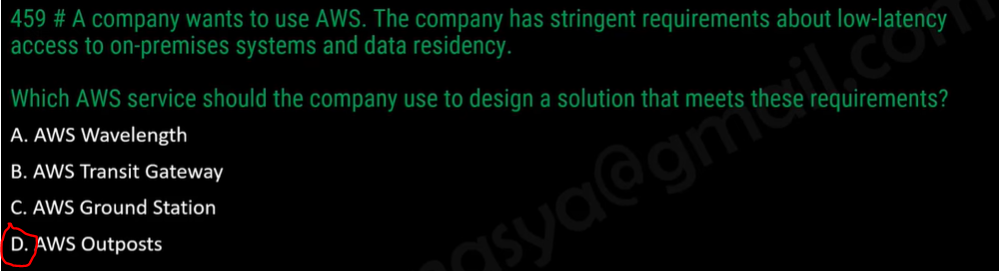 459 # A company wants to use AWS. The company has stringent requirements about low-latency
access to on-premises systems and data residency.
Which AWS service should the company use to design a solution that meets these requirements?
A. AWS Wavelength
B. AWS Transit Gateway
C. AWS Ground Station
D. AWS Outposts